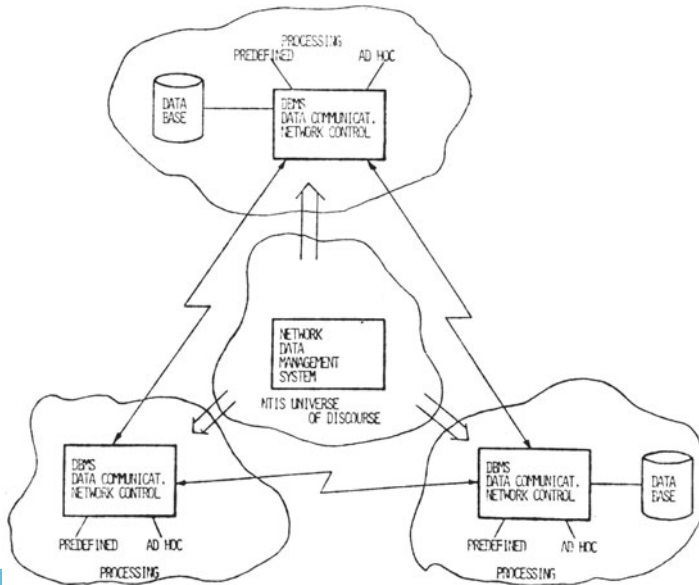 PROCESSING
PREDEFINED AD HOC
DATA
BASE
DBMS
DATA COMMUNICAT.
NETWORK CONTROL
NETWORK
DATA
MANAGEMENT
SYSTEM
NTIS UNIVERSE
OF DISCOURSE
DBMS
DATA COMMUNICAT.
NETWORK CONTROL
PREDEFINED AD HOC
PROCESSING
DBMS
DATA COMMUNICAT.
NETWORK CONTROL
DATA
BASE
PREDEFINED AD HOC
PROCESSING